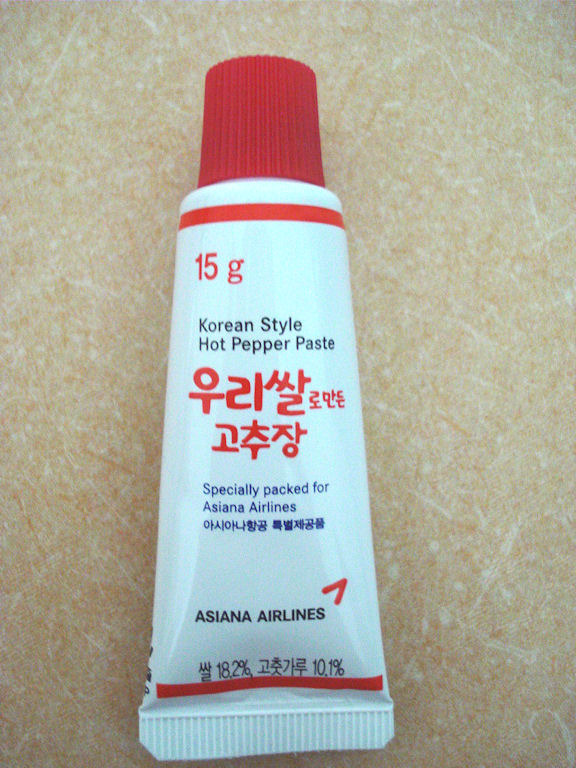 15 g
Korean Style
Hot Pepper Paste
우리쌀로만든
고추장
Specially packed for
Asiana Airlines
아시아나항공 특별제공품
ASIANA AIRLINES
쌀 18.2%, 고춧가루 10.1%